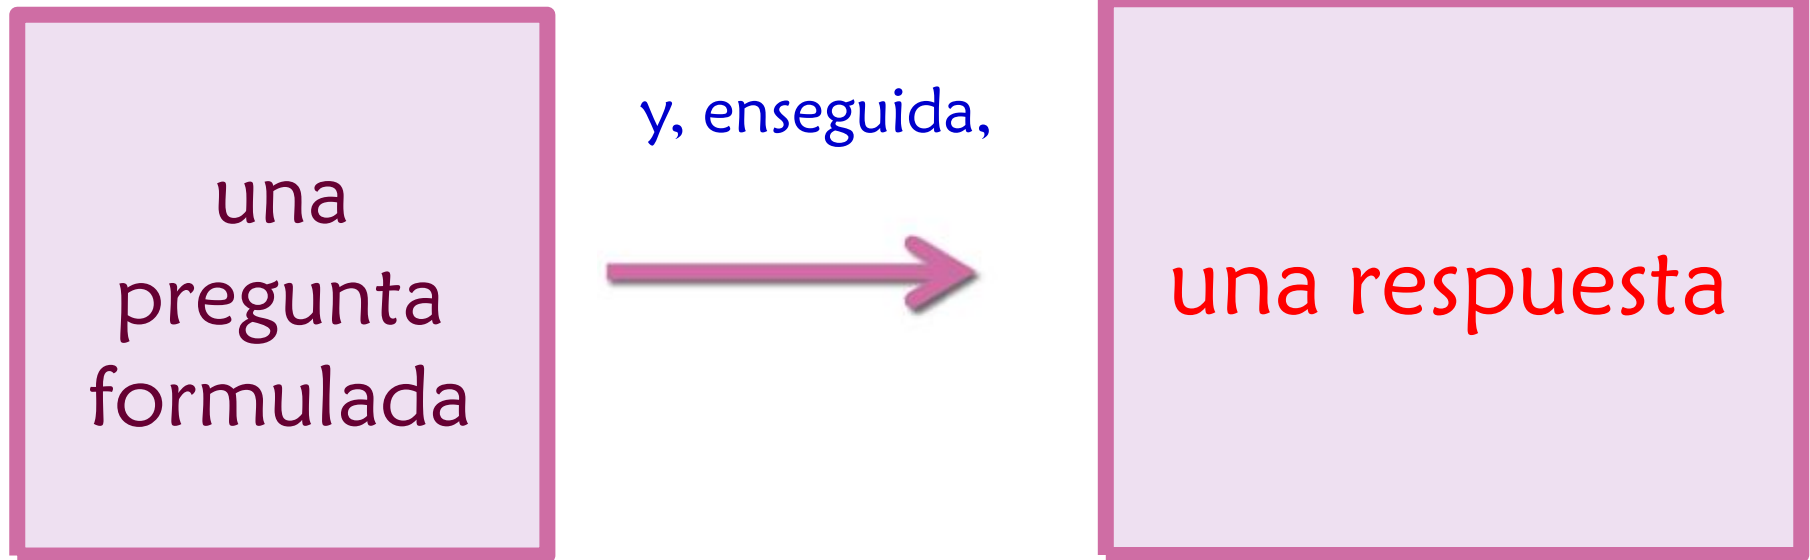 una
pregunta
formulada
y, enseguida,
una respuesta